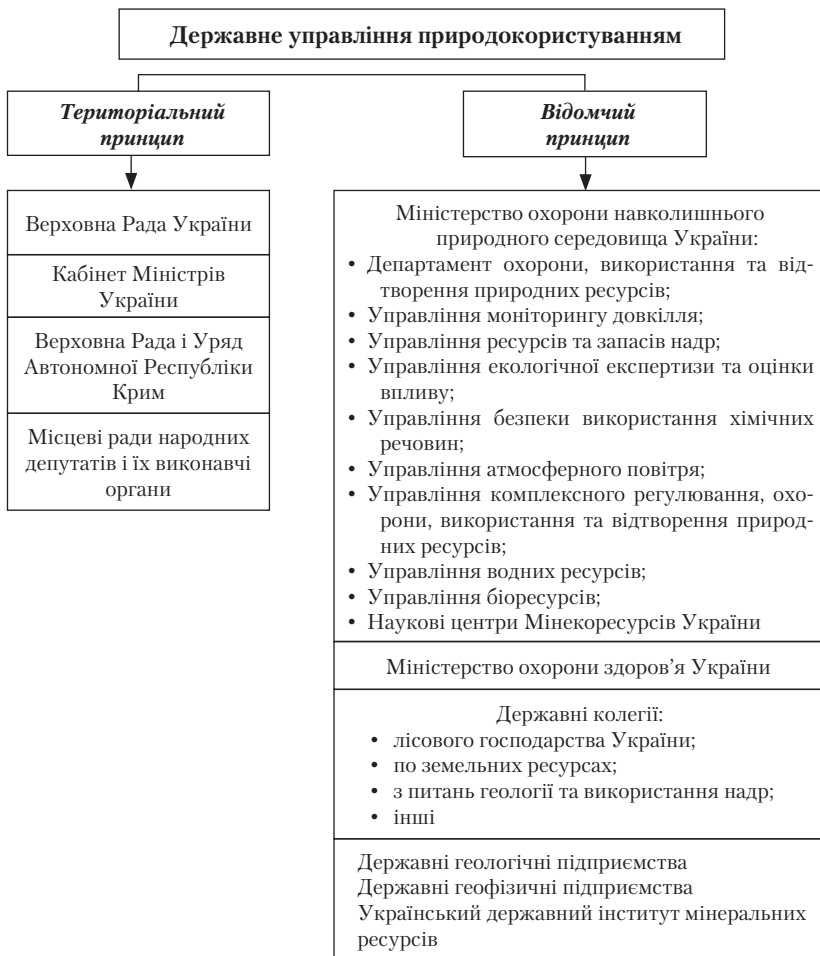 Державне управління природокористуванням
Територіальний
принцип
Верховна Рада України
Кабінет Міністрів
України
Верховна Рада і Уряд
Автономної Республіки
Крим
Місцеві ради народних
депутатів і їх виконавчі
органи
Відомчий
принцип
Міністерство охорони навколишнього
природного середовища України:
• Департамент охорони, використання та від-
творення природних ресурсів;
• Управління моніторингу довкілля;
• Управління ресурсів та запасів надр;
• Управління екологічної експертизи та оцінки
впливу;
• Управління безпеки використання хімічних
речовин;
• Управління атмосферного повітря;
• Управління комплексного регулювання, охо-
рони, використання та відтворення природ-
них ресурсів;
• Управління водних ресурсів;
• Управління біоресурсів;
• Наукові центри Мінекоресурсів України
Міністерство охорони здоров’я України
Державні колегії:
• лісового господарства України;
• по земельних ресурсах;
• з питань геології та використання надр;
• інші
Державні геологічні підприємства
Державні геофізичні підприємства
Український державний інститут мінеральних
ресурсів